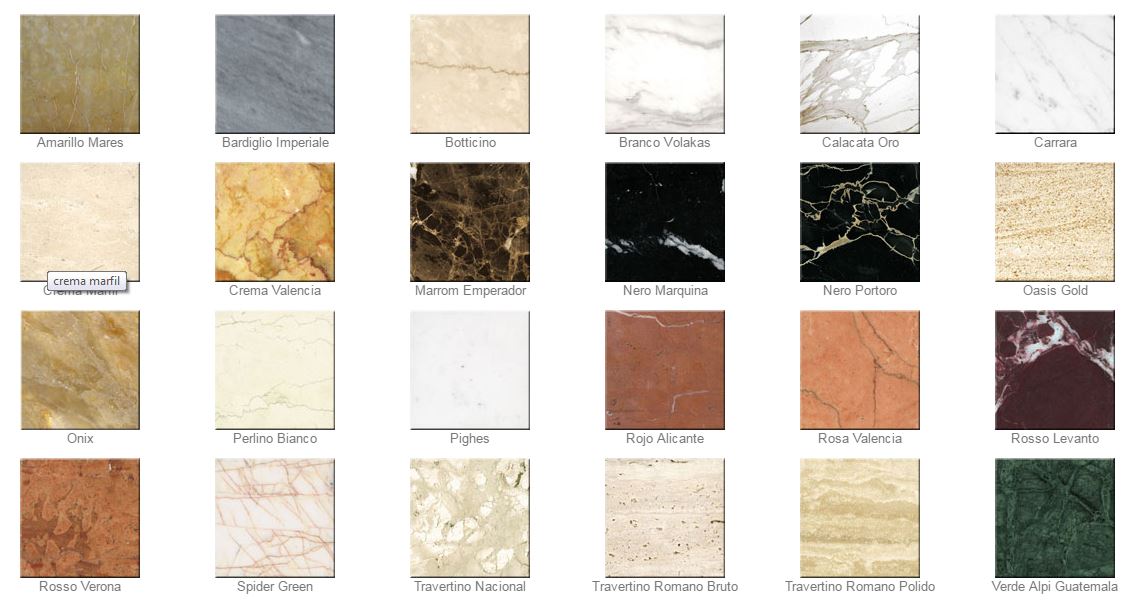 Amarillo Mares
Bardiglio Imperiale
Botticino
Branco Volakas
Calacata Oro
Carrara
crema marfil
Crema Marfil
Crema Valencia
Marrom Emperador
Nero Marquina
Nero Portoro
Oasis Gold
Onix
Perlino Bianco
Pighes
Rojo Alicante
Rosa Valencia
Rosso Levanto
Rosso Verona
Spider Green
Travertino Nacional
Travertino Romano Bruto
Travertino Romano Polido
Verde Alpi Guatemala